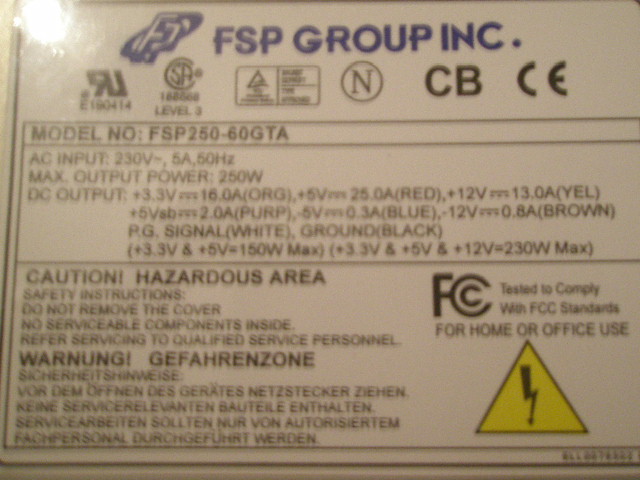 FSP GROUP INC.
E190414
LEVEL 3
N
CB CE
MODEL NO: FSP250-60GTA
AC INPUT: 230V~, 5A,50Hz
MAX. OUTPUT POWER: 250W
DC OUTPUT: +3.3V⎓16.0A(ORG),+5V⎓25.0A(RED),+12V⎓13.0A(YEL)
+5Vsb⎓2.0A(PURP),-5V⎓0.3A(BLUE),-12V⎓0.8A(BROWN)
P.G. SIGNAL(WHITE), GROUND(BLACK)
(+3.3V & +5V=150W Max) (+3.3V & +5V & +12V=230W Max)
CAUTION! HAZARDOUS AREA
SAFETY INSTRUCTIONS:
DO NOT REMOVE THE COVER
NO SERVICEABLE COMPONENTS INSIDE.
REFER SERVICING TO QUALIFIED SERVICE PERSONNEL.
FCC Tested to Comply
With FCC Standards
FOR HOME OR OFFICE USE
WARNUNG! GEFAHRENZONE
SICHERHEITSHINWEISE:
VOR DEM ÖFFNEN DES GERÄTES NETZSTECKER ZIEHEN.
KEINE SERVICERELEVANTEN BAUTEILE ENTHALTEN.
SERVICEARBEITEN SOLLTEN NUR VON AUTORISIERTEM
FACHPERSONAL DURCHGEFÜHRT WERDEN.